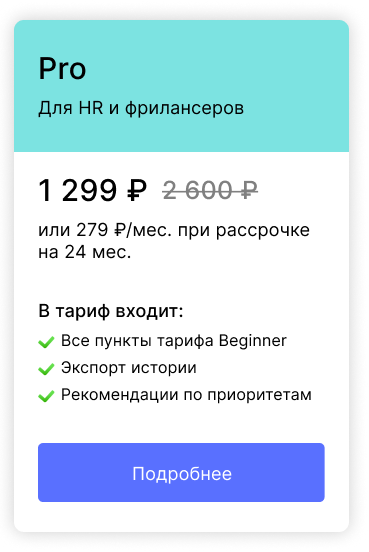 Pro
Для HR и фрилансеров
1 299 ₽ 2 600 ₽
или 279 ₽/мес. при рассрочке
на 24 мес.
В тариф входит:
Все пункты тарифа Beginner
Экспорт истории
Рекомендации по приоритетам
Подробнее